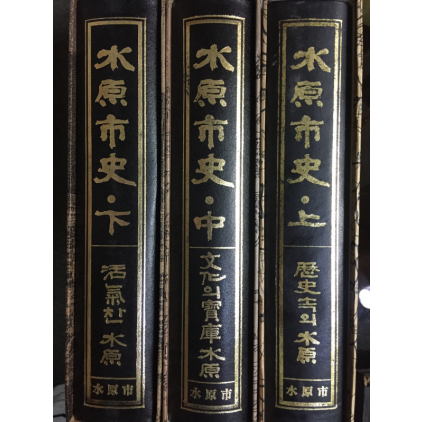 水原市史·下
活氣찬 水原
水原市
水原市史·中
文化의 寶庫 水原
水原市
水原市史·上
歷史속의 水原
水原市